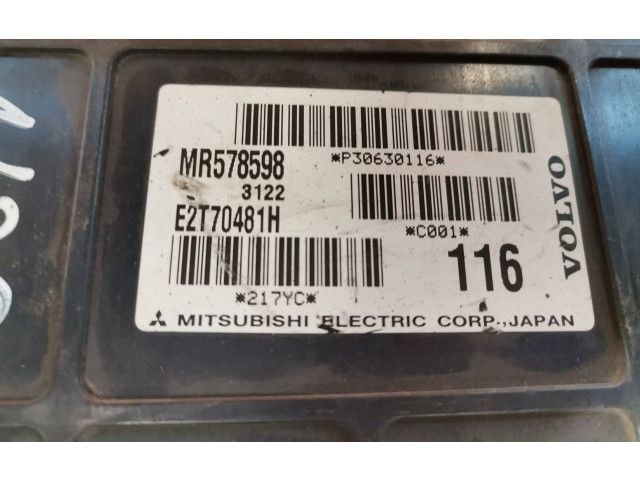 MR578598
*P30630116*
3122
E2T70481H
*C001*
116
*217YC*
MITSUBISHI ELECTRIC CORP.,JAPAN
VOLVO